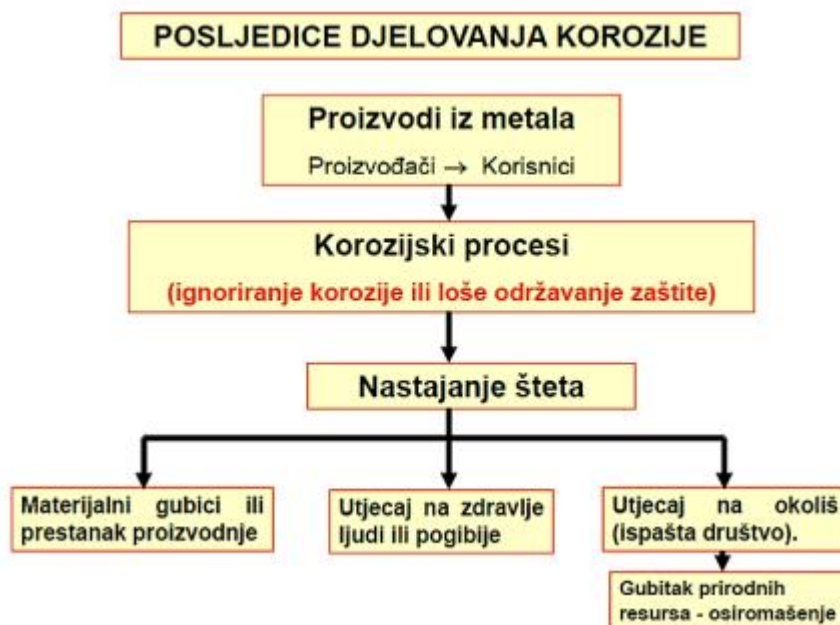 POSLJEDICE DJELOVANJA KOROZIJE
Proizvodi iz metala
Proizvođači → Korisnici
Korozijski procesi
(ignoriranje korozije ili loše održavanje zaštite)
Nastajanje šteta
Materijalni gubici ili
prestanak proizvodnje
Utjecaj na zdravlje
ljudi ili pogibije
Utjecaj na okoliš
(ispašta društvo).
Gubitak prirodnih
resursa - osiromašenje